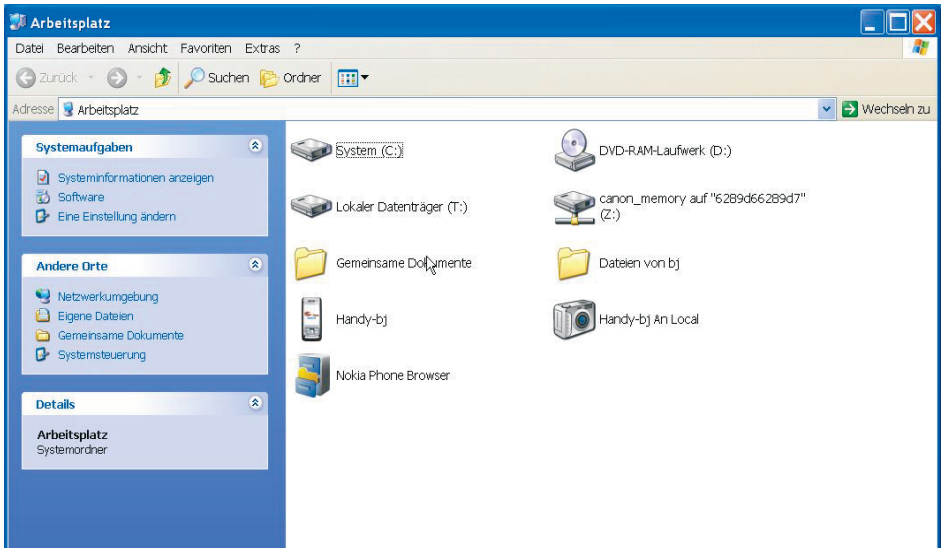 Arbeitsplatz
Datei Bearbeiten Ansicht Favoriten Extras ?
Zurück Suchen Ordner
Adresse Arbeitsplatz Wechseln zu
Systemaufgaben
Systeminformationen anzeigen
Software
Eine Einstellung ändern
Andere Orte
Netzwerkumgebung
Eigene Dateien
Gemeinsame Dokumente
Systemsteuerung
Details
Arbeitsplatz
Systemordner
System (C:)
DVD-RAM-Laufwerk (D:)
Lokaler Datenträger (T:)
canon_memory auf "6289d66289d7"
(Z:)
Gemeinsame Dokumente
Dateien von bj
Handy-bj
Handy-bj An Local
Nokia Phone Browser